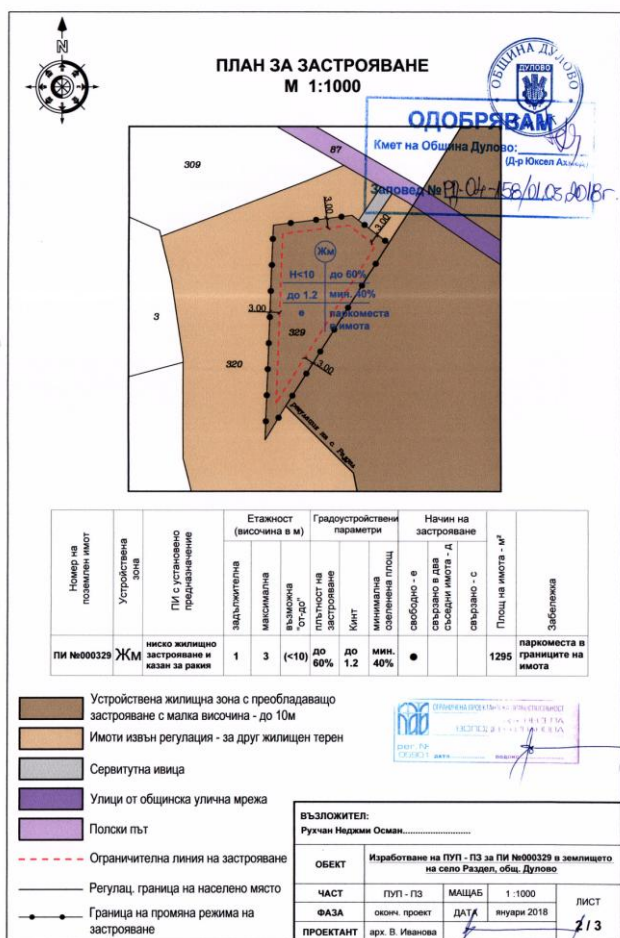 N
ПЛАН ЗА ЗАСТРОЯВАНЕ
М 1:1000
ОБЩИНА ДУЛОВО
ДУЛОВО
ОДОБРЯВАМ
Кмет на Община Дулово:
(Д-р Юксел Ахмед)
Заповед № РД-04-158/01.03.2018г.
87
309
3.00
3.00
Жм
H<10 до 60%
до 1.2 мин. 40%
е паркоместа в имота
3.00
3
329
320
3.00
регулация на с. Раздел
Номер на поземлен имот
Устройствена зона
ПИ с установено предназначение
Етажност (височина в м)
Градоустройствени параметри
Начин на застрояване
задължителна
максимална
възможна "от-до"
плътност на застрояване
Кинт
минимална озеленена площ
свободно - е
свързано в два съседни имота - д
свързано - с
Площ на имота - м²
Забележка
ПИ №000329 Жм ниско жилищно застрояване и казан за ракия 1 3 (<10) до 60% до 1.2 мин. 40% ● 1295 паркоместа в границите на имота
Устройствена жилищна зона с преобладаващо
застрояване с малка височина - до 10м
Имоти извън регулация - за друг жилищен терен
Сервитутна ивица
Улици от общинска улична мрежа
Полски път
Ограничителна линия на застрояване
Регулац. граница на населено място
Граница на промяна режима на
застрояване
ВЪЗЛОЖИТЕЛ:
Рухчан Неджми Осман
ОБЕКТ Изработване на ПУП - ПЗ за ПИ №000329 в землището
на село Раздел, общ. Дулово
ЧАСТ ПУП - ПЗ МАЩАБ 1 :1000
ФАЗА оконч. проект ДАТА януари 2018
ПРОЕКТАНТ арх. В. Иванова
ЛИСТ
2 / 3